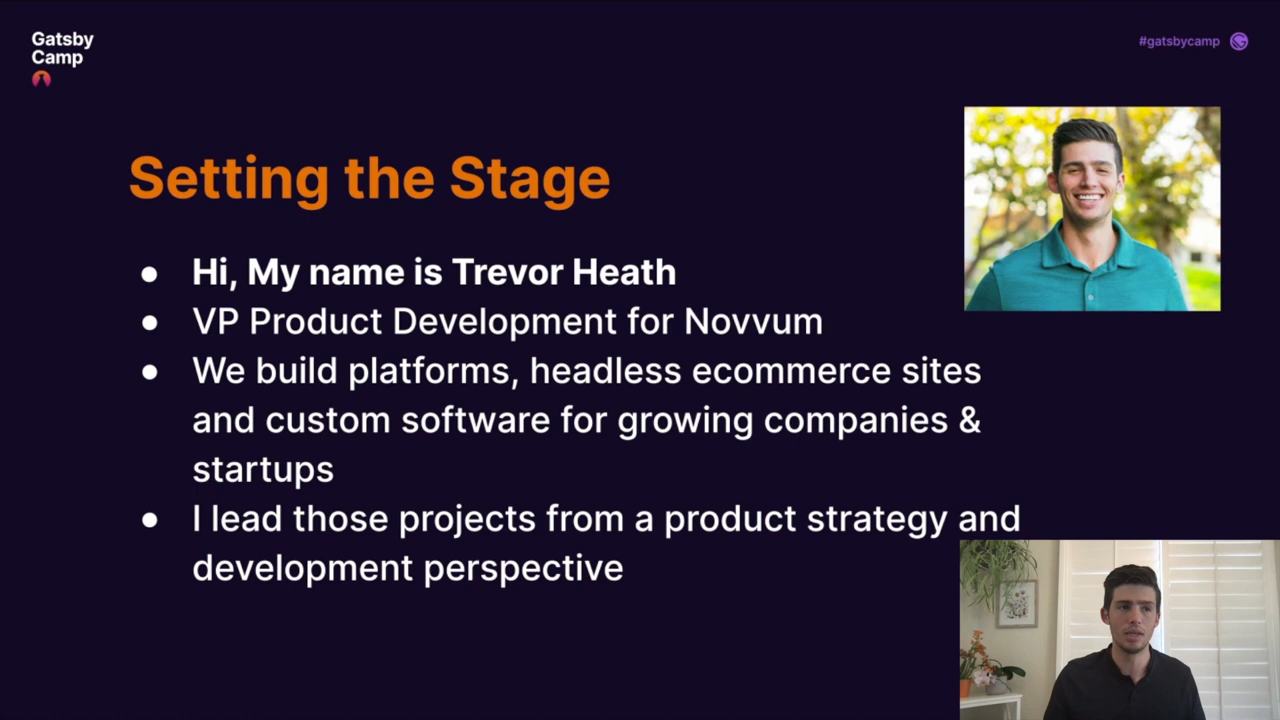 Gatsby
Camp
#gatsbycamp
Setting the Stage
● Hi, My name is Trevor Heath
● VP Product Development for Novvum
● We build platforms, headless ecommerce sites
and custom software for growing companies &
startups
● I lead those projects from a product strategy and
development perspective